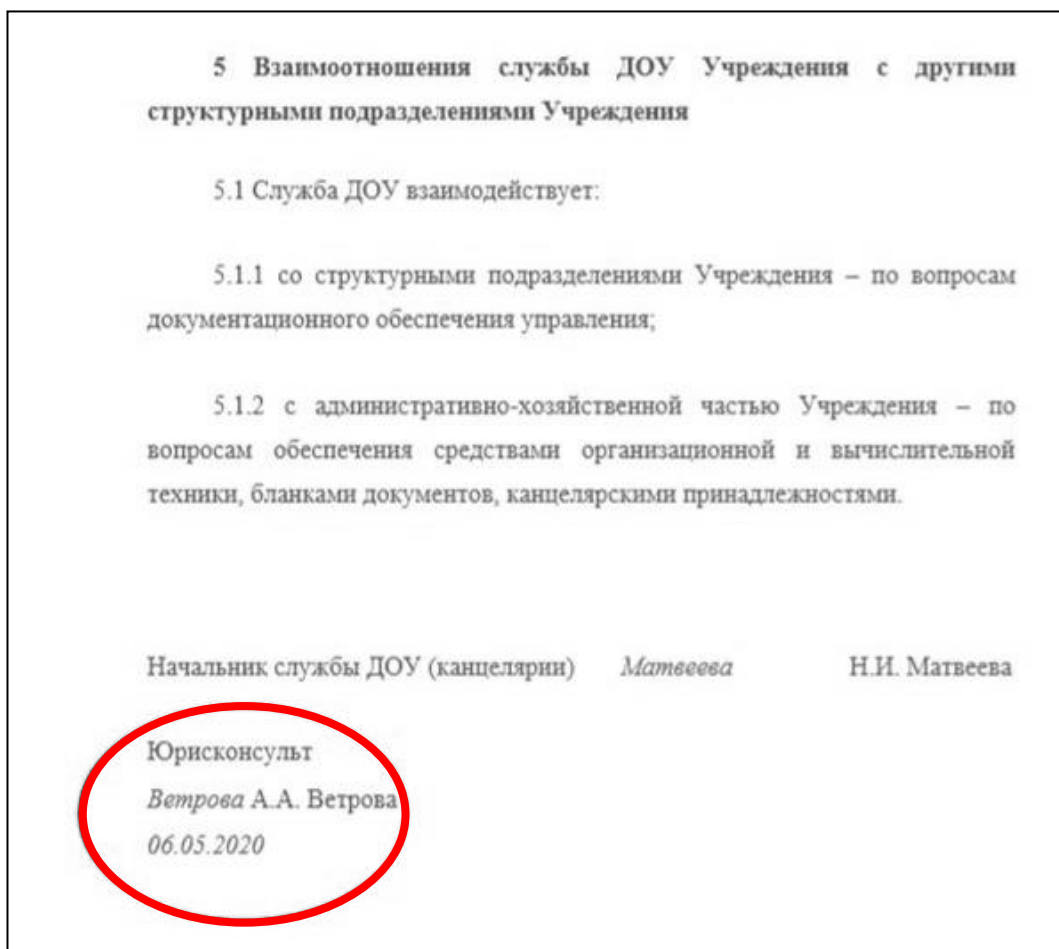 5 Взаимоотношения службы ДОУ Учреждения с другими
структурными подразделениями Учреждения
5.1 Служба ДОУ взаимодействует:
5.1.1 со структурными подразделениями Учреждения – по вопросам
документационного обеспечения управления;
5.1.2 с административно-хозяйственной частью Учреждения – по
вопросам обеспечения средствами организационной и вычислительной
техники, бланками документов, канцелярскими принадлежностями.
Начальник службы ДОУ (канцелярии) Матвеева Н.И. Матвеева
Юрисконсульт
Ветрова А.А. Ветрова
06.05.2020